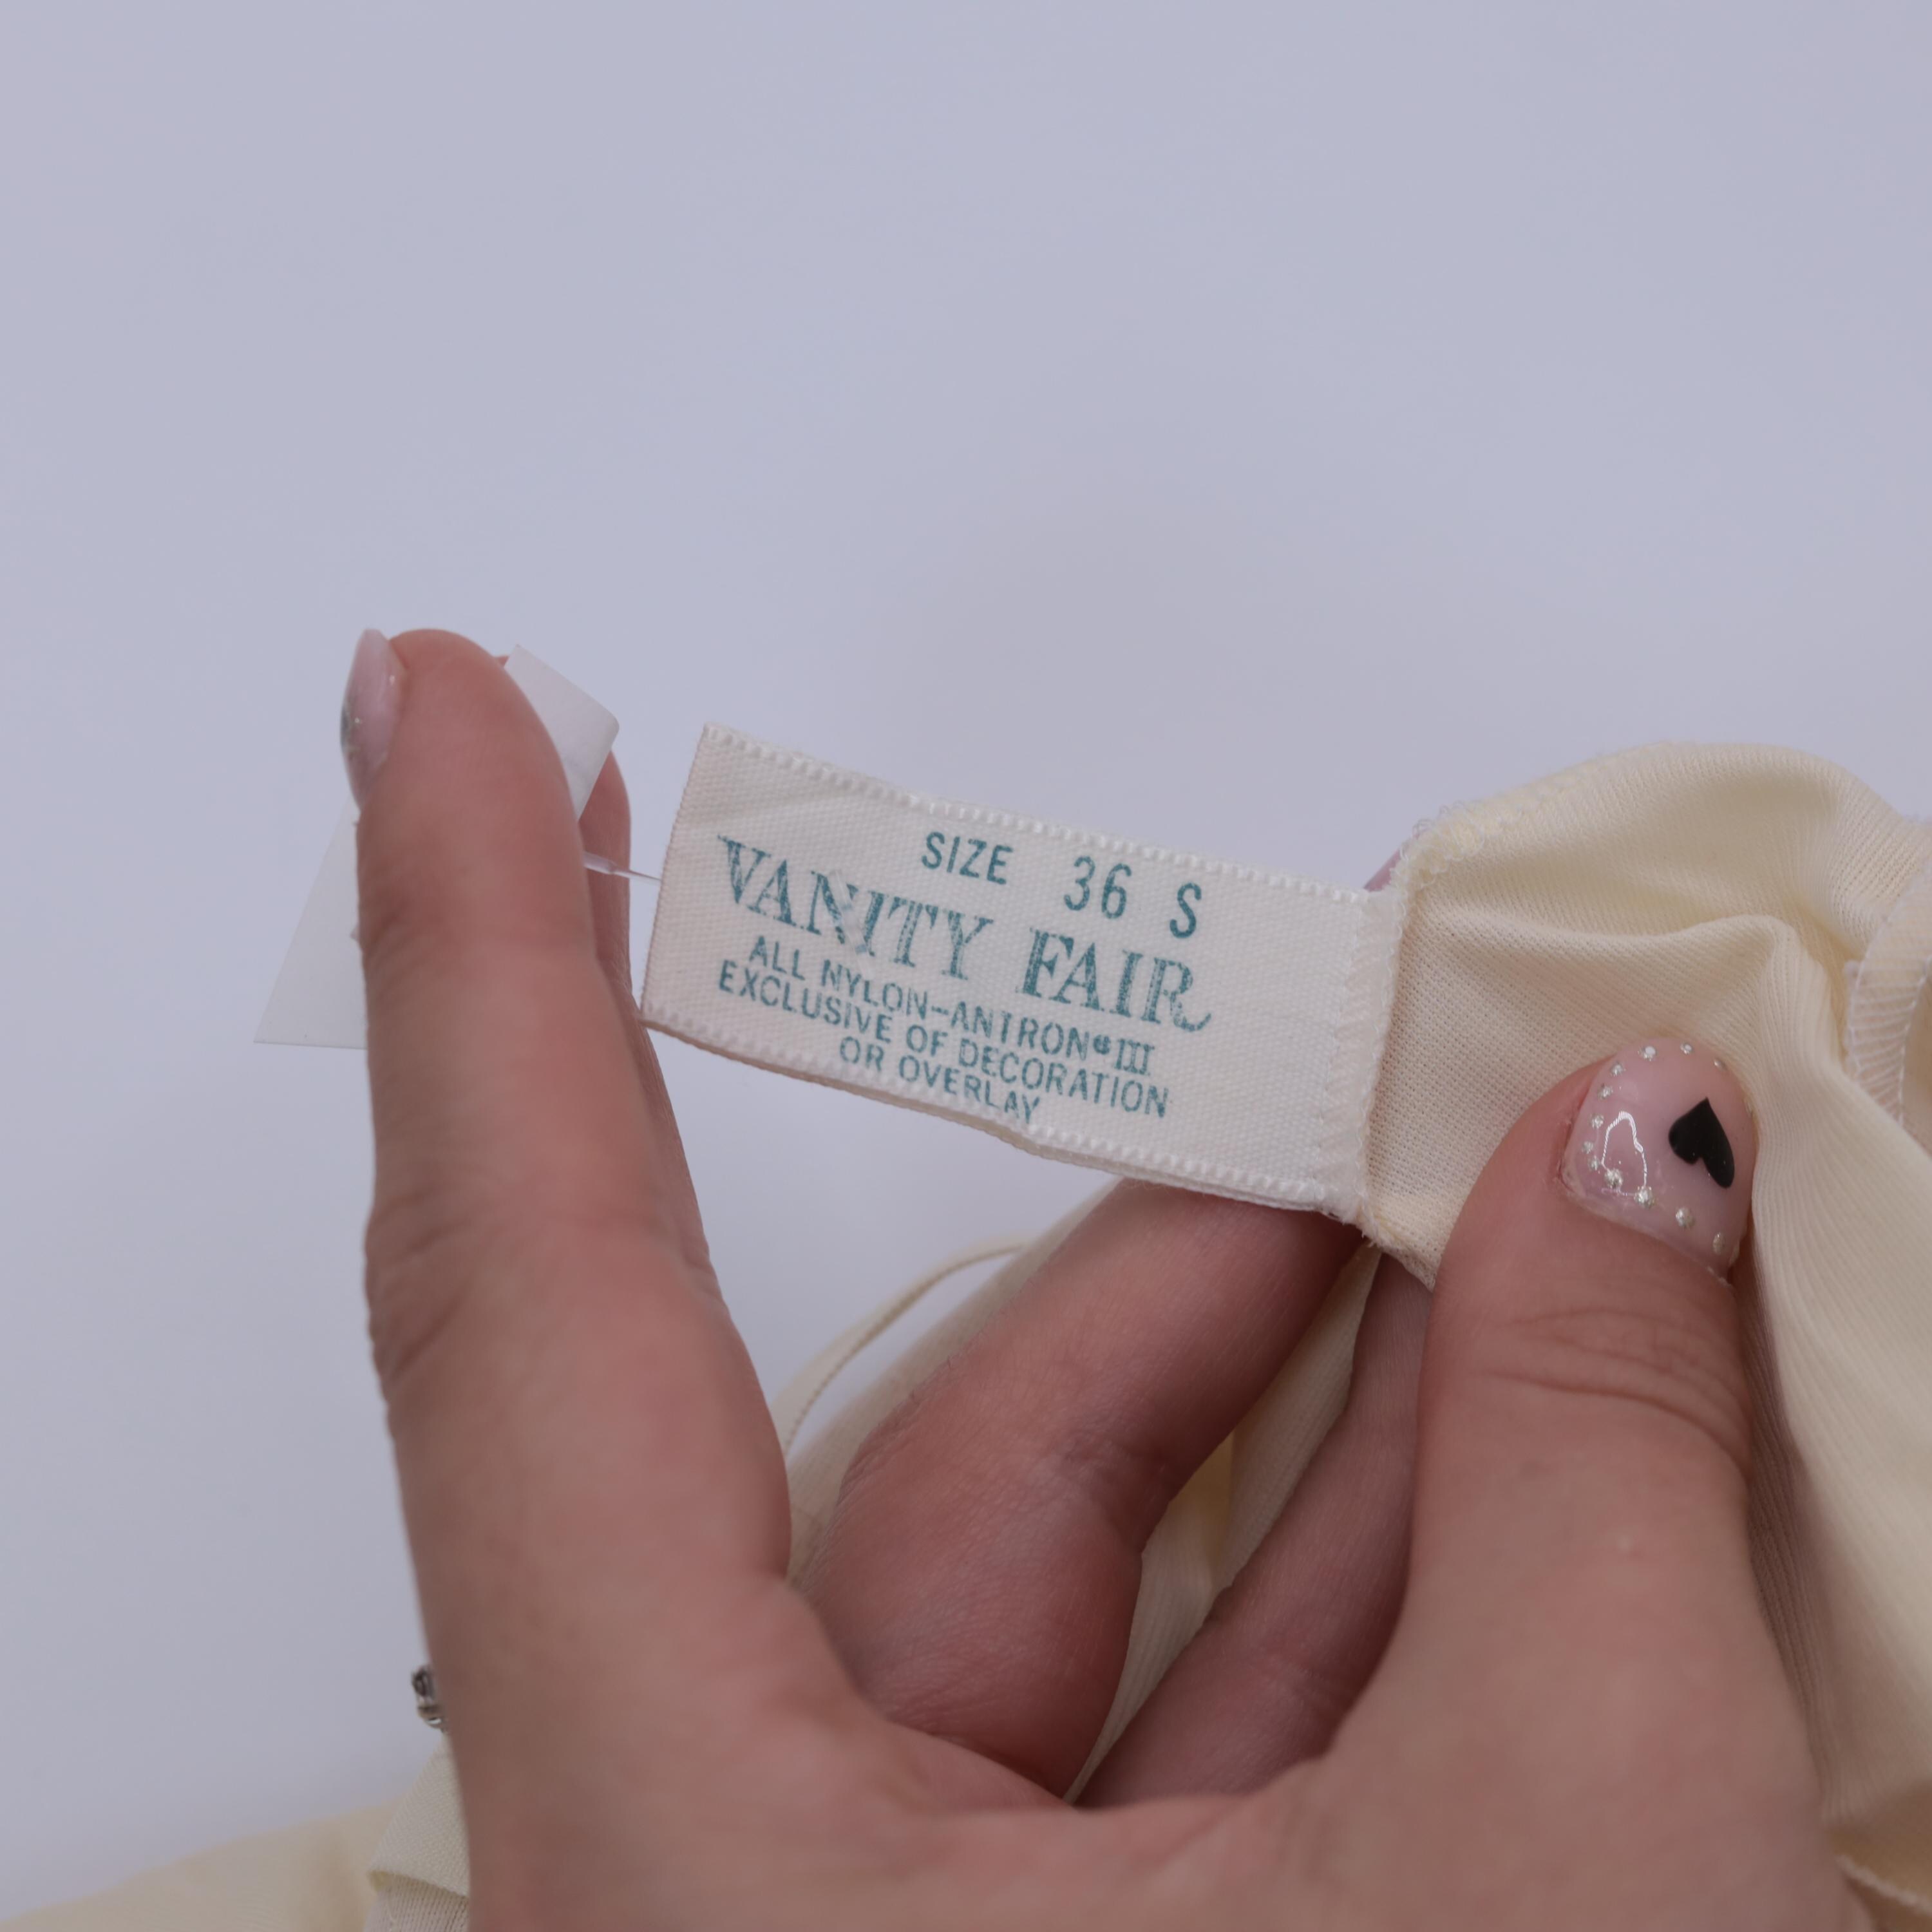 SIZE 36 S
VANITY FAIR
ALL NYLON-ANTRON® III
EXCLUSIVE OF DECORATION
OR OVERLAY